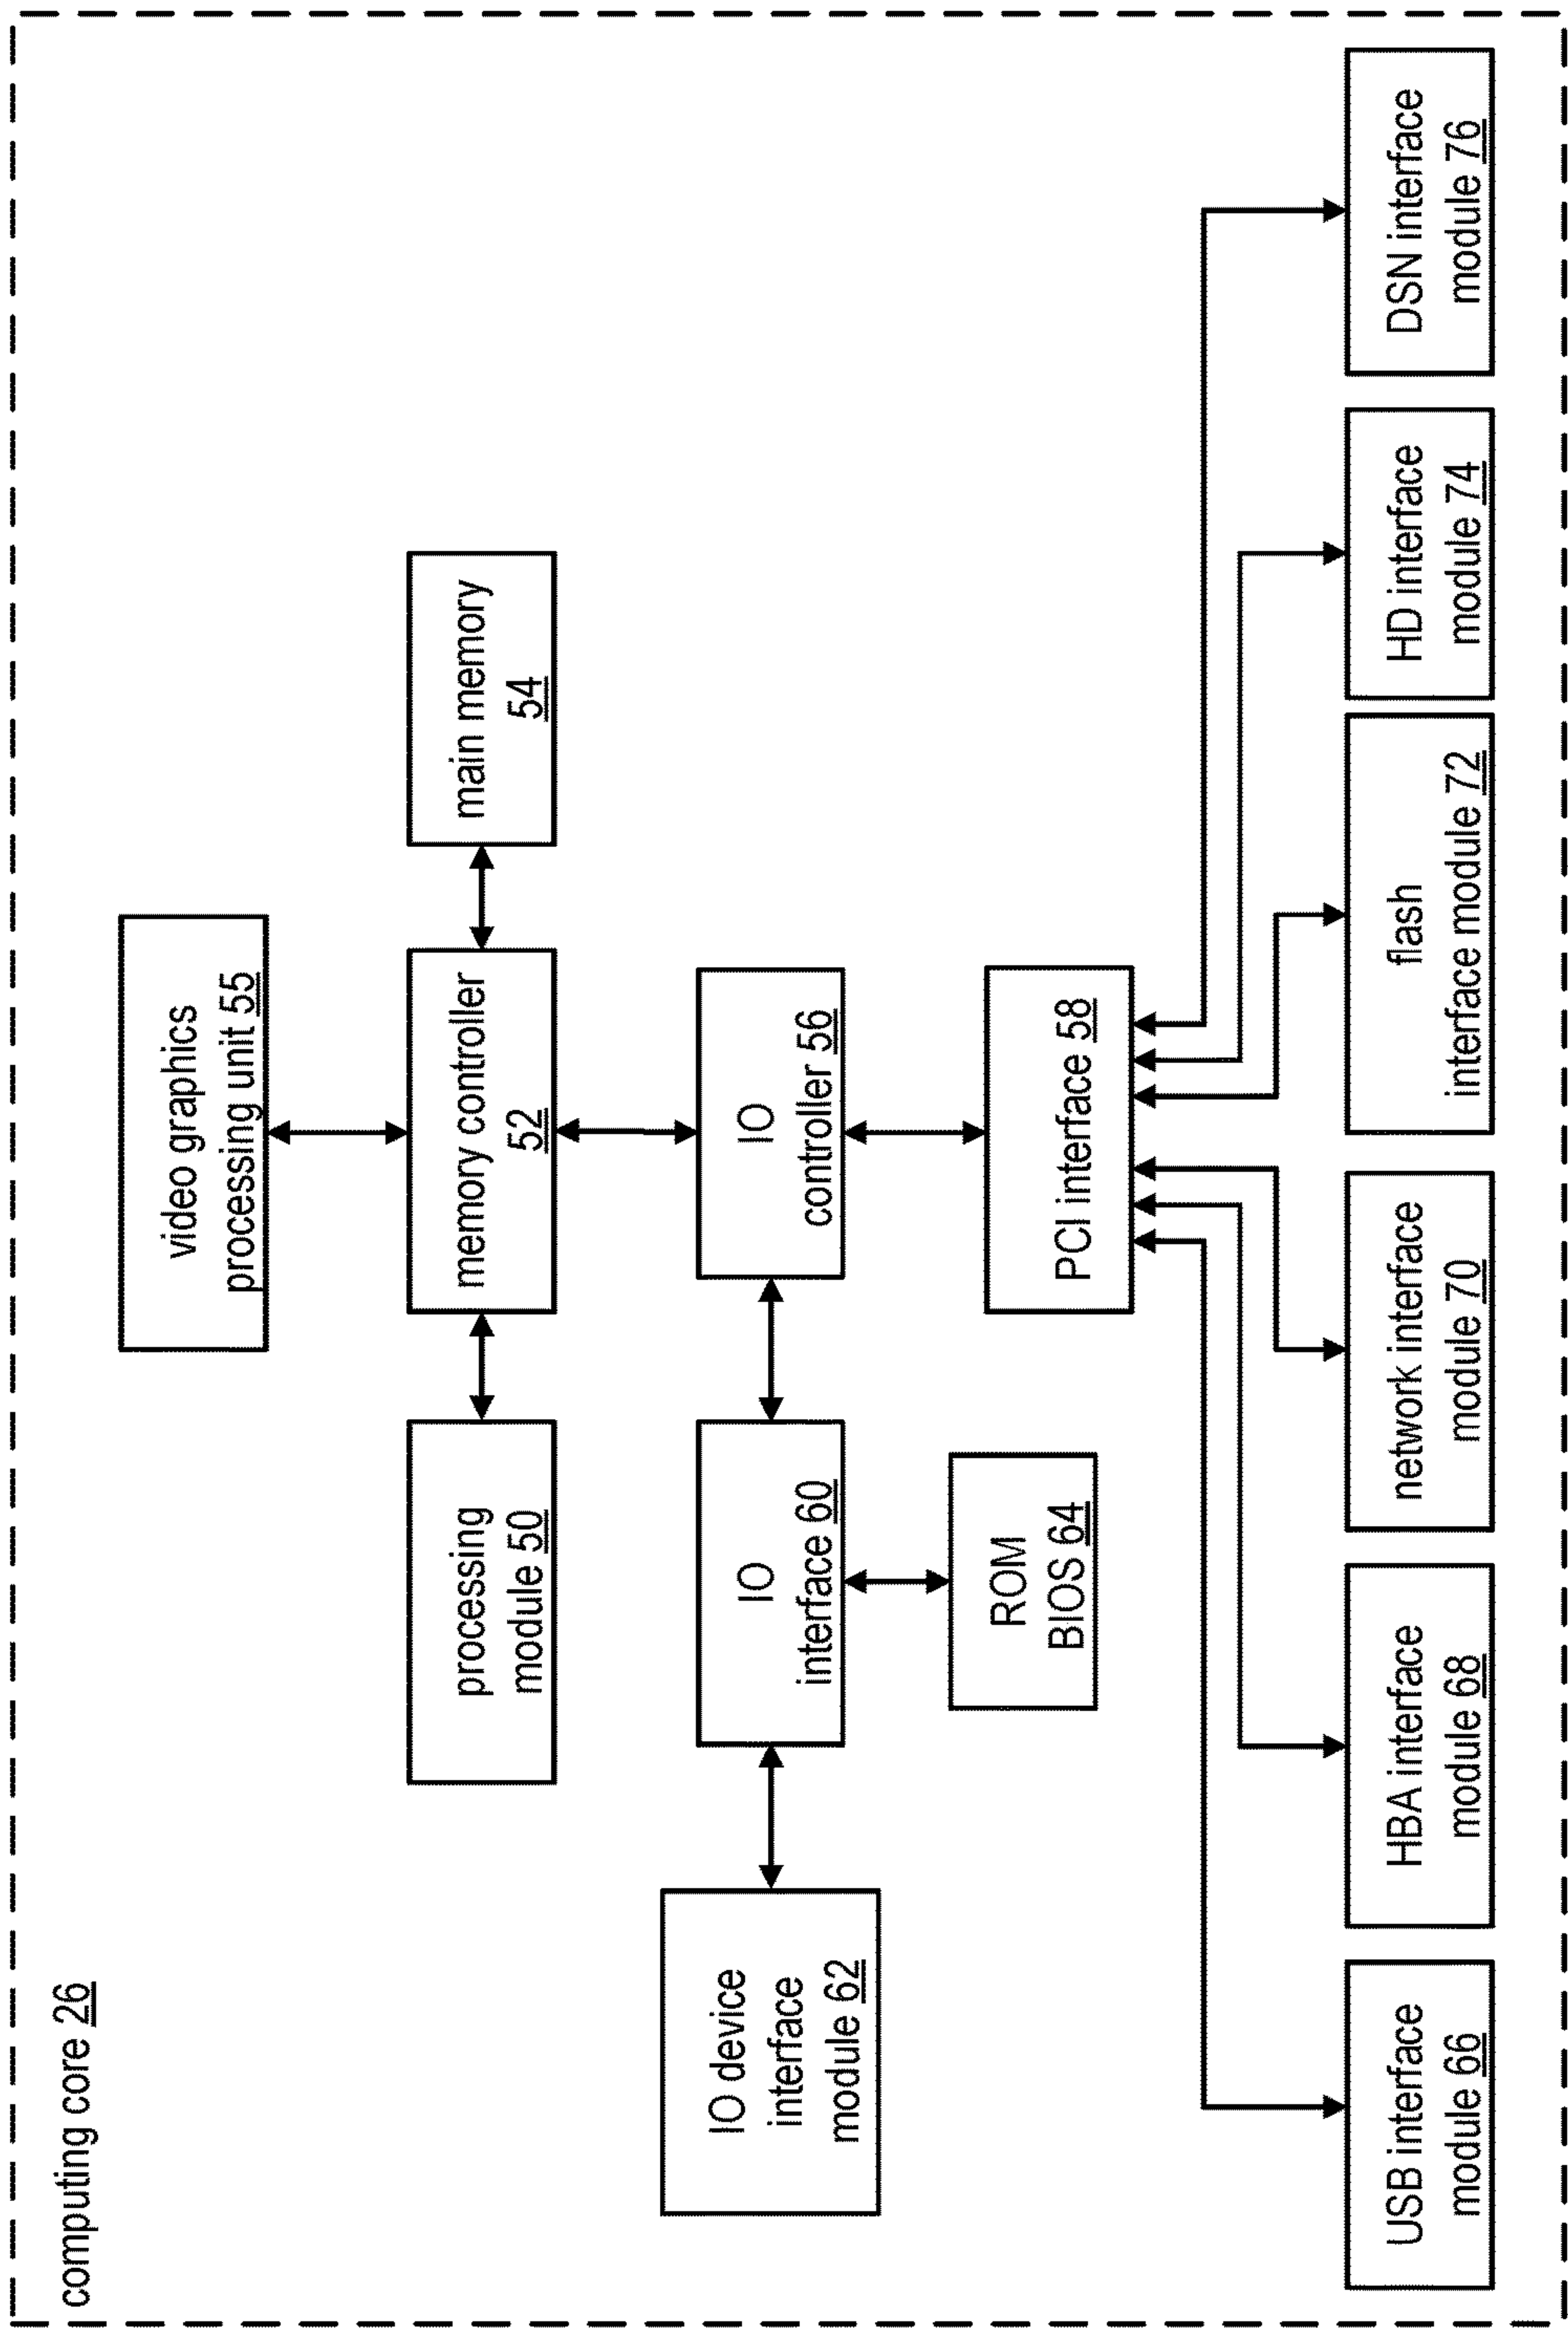 computing core 26
video graphics
processing unit 55
processing
module 50
memory controller
52
main memory
54
IO device
interface
module 62
IO
interface 60
IO
controller 56
ROM
BIOS 64
PCI interface 58
USB interface
module 66
HBA interface
module 68
network interface
module 70
flash
interface module 72
HD interface
module 74
DSN interface
module 76